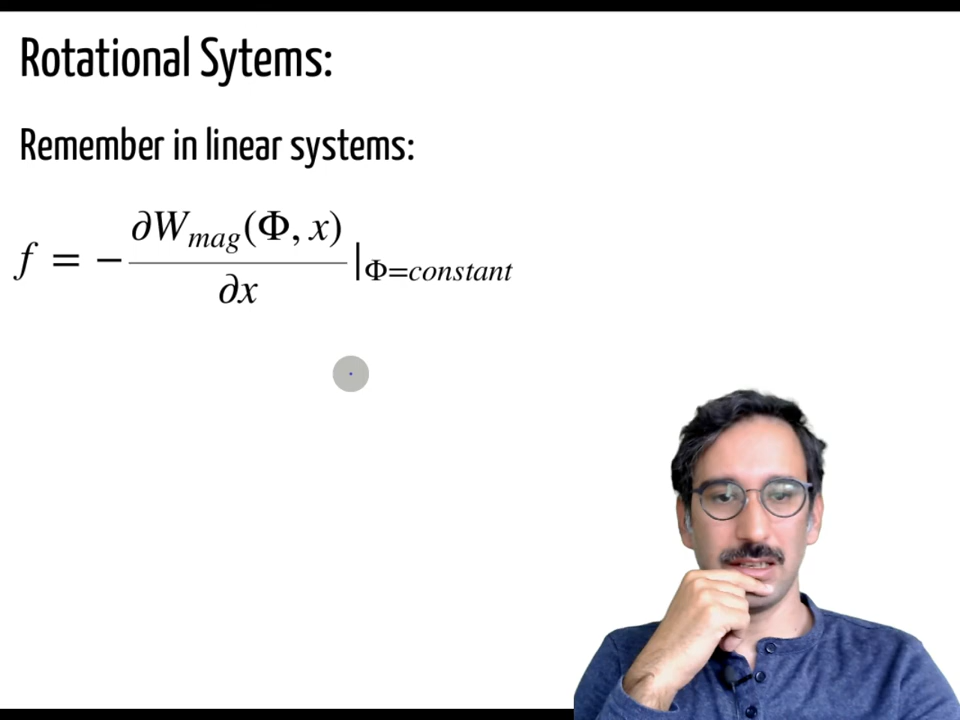 Rotational Sytems:
Remember in linear systems:
f = −∂W_mag(Φ, x)/∂x |_Φ=constant